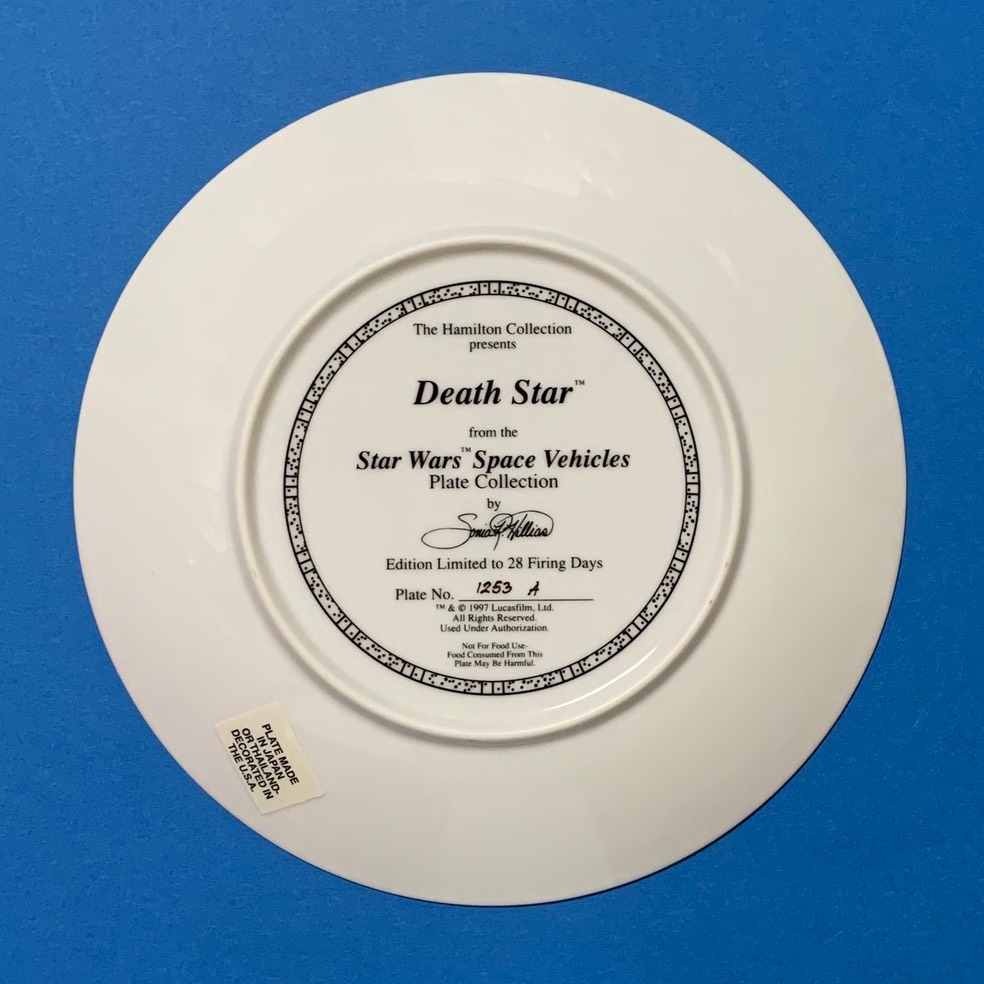 The Hamilton Collection
presents
Death Star™
from the
Star Wars™ Space Vehicles
Plate Collection
by
Sonia R. Hillios
Edition Limited to 28 Firing Days
Plate No. 1253 A
™ & © 1997 Lucasfilm, Ltd.
All Rights Reserved.
Used Under Authorization.
Not For Food Use-
Food Consumed From This
Plate May Be Harmful.
PLATE MADE
IN JAPAN
OR THAILAND-
DECORATED IN
THE U.S.A.